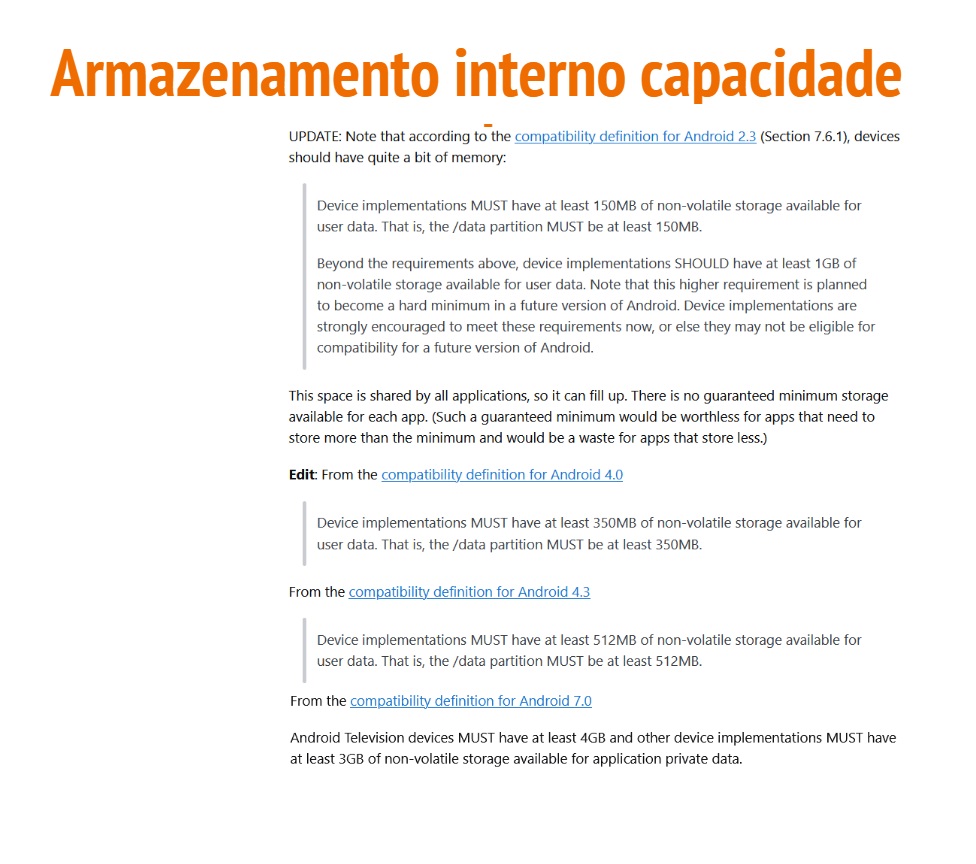 Armazenamento interno capacidade
UPDATE: Note that according to the compatibility definition for Android 2.3 (Section 7.6.1), devices
should have quite a bit of memory:
Device implementations MUST have at least 150MB of non-volatile storage available for
user data. That is, the /data partition MUST be at least 150MB.
Beyond the requirements above, device implementations SHOULD have at least 1GB of
non-volatile storage available for user data. Note that this higher requirement is planned
to become a hard minimum in a future version of Android. Device implementations are
strongly encouraged to meet these requirements now, or else they may not be eligible for
compatibility for a future version of Android.
This space is shared by all applications, so it can fill up. There is no guaranteed minimum storage
available for each app. (Such a guaranteed minimum would be worthless for apps that need to
store more than the minimum and would be a waste for apps that store less.)
Edit: From the compatibility definition for Android 4.0
Device implementations MUST have at least 350MB of non-volatile storage available for
user data. That is, the /data partition MUST be at least 350MB.
From the compatibility definition for Android 4.3
Device implementations MUST have at least 512MB of non-volatile storage available for
user data. That is, the /data partition MUST be at least 512MB.
From the compatibility definition for Android 7.0
Android Television devices MUST have at least 4GB and other device implementations MUST have
at least 3GB of non-volatile storage available for application private data.